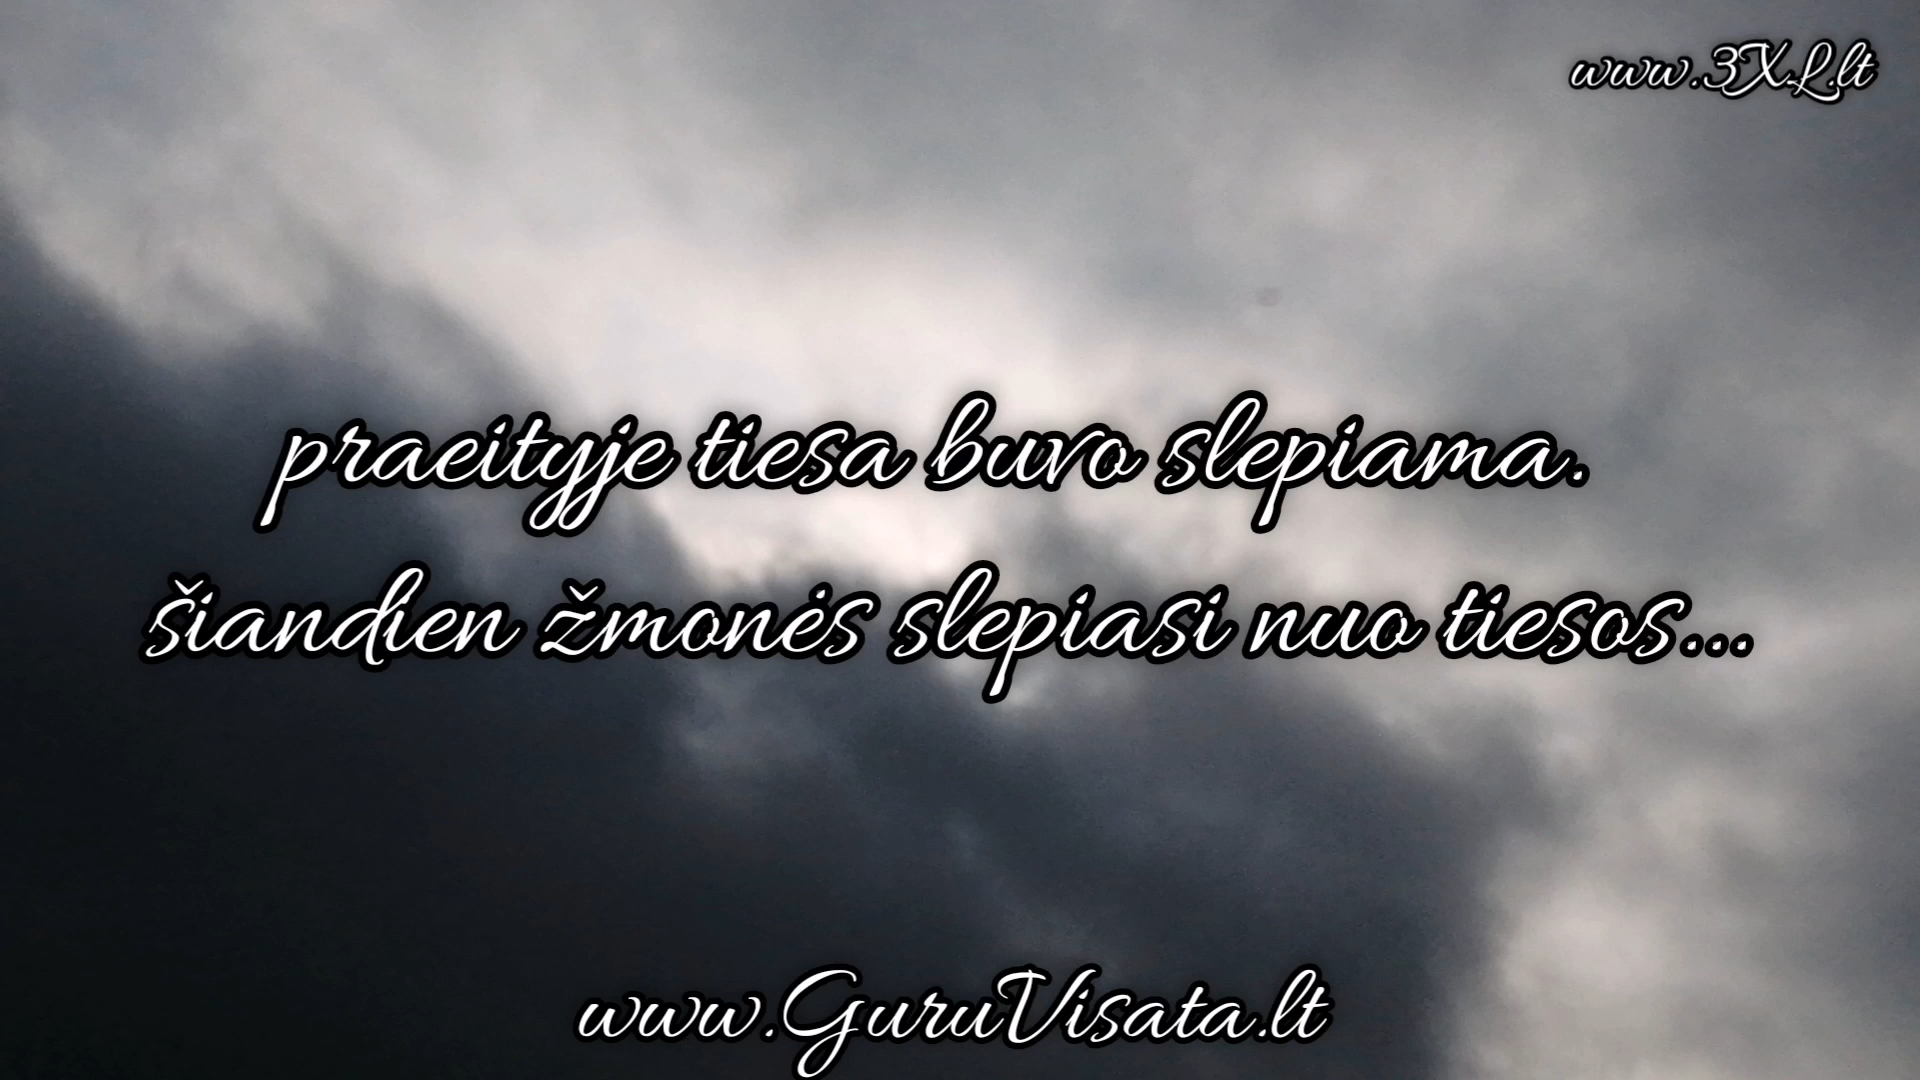 www.3XL.lt
praeityje tiesa buvo slepiama.
šiandien žmonės slepiasi nuo tiesos...
www.GuruVisata.lt